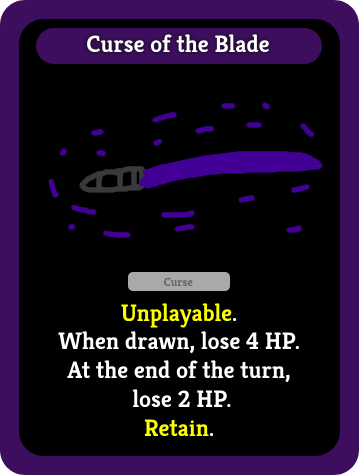 Curse of the Blade
Curse
Unplayable.
When drawn, lose 4 HP.
At the end of the turn,
lose 2 HP.
Retain.